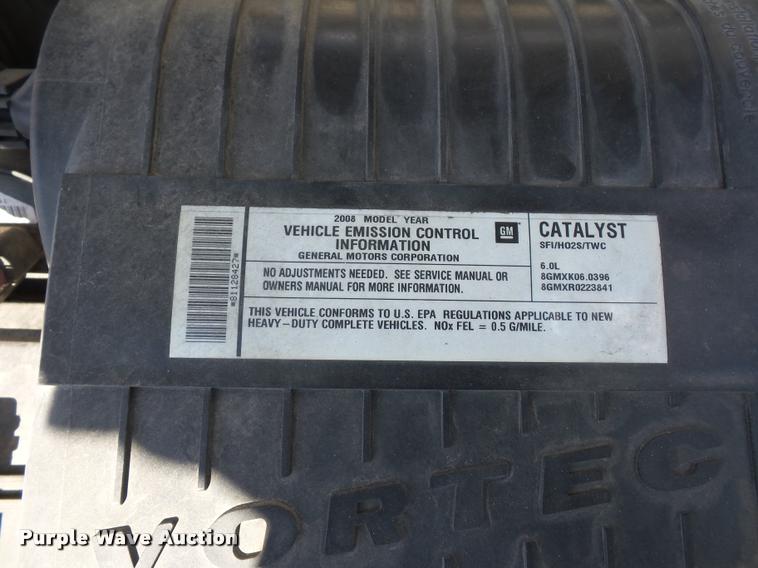 2008 MODEL YEAR
VEHICLE EMISSION CONTROL
INFORMATION
GENERAL MOTORS CORPORATION
GM
NO ADJUSTMENTS NEEDED. SEE SERVICE MANUAL OR
OWNERS MANUAL FOR MORE INFORMATION.
CATALYST
SFI/HO2S/TWC
6.0L
8GMXK06.0396
8GMXR0223841
THIS VEHICLE CONFORMS TO U.S. EPA REGULATIONS APPLICABLE TO NEW
HEAVY-DUTY COMPLETE VEHICLES. NOx FEL = 0.5 G/MILE.
*81128427*
VORTEC
Purple Wave Auction